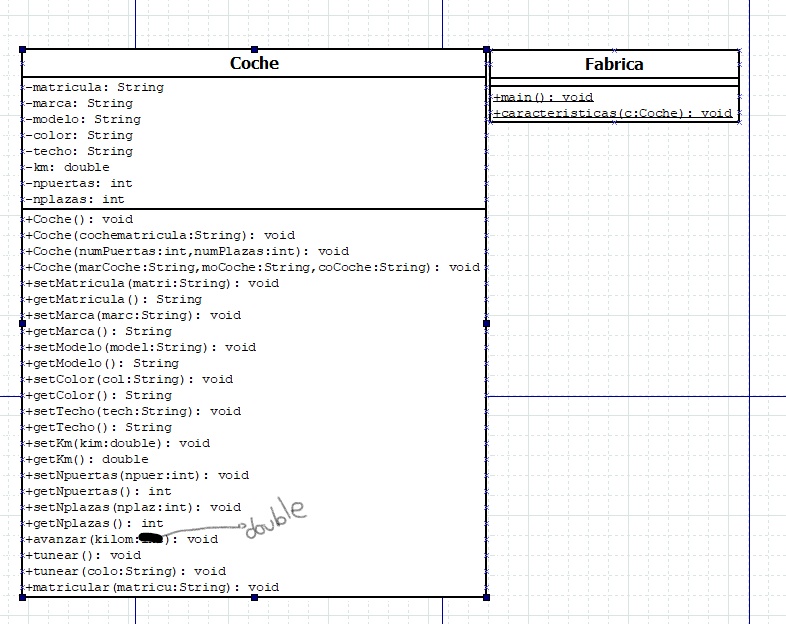 Coche
-matricula: String
-marca: String
-modelo: String
-color: String
-techo: String
-km: double
-npuertas: int
-nplazas: int
+Coche(): void
+Coche(cochematricula:String): void
+Coche(numPuertas:int,numPlazas:int): void
+Coche(marCoche:String,moCoche:String,coCoche:String): void
+setMatricula(matri:String): void
+getMatricula(): String
+setMarca(marc:String): void
+getMarca(): String
+setModelo(model:String): void
+getModelo(): String
+setColor(col:String): void
+getColor(): String
+setTecho(tech:String): void
+getTecho(): String
+setKm(kim:double): void
+getKm(): double
+setNpuertas(npuer:int): void
+getNpuertas(): int
+setNplazas(nplaz:int): void
+getNplazas(): int
+avanzar(kilom: ): void
double
+tunear(): void
+tunear(colo:String): void
+matricular(matricu:String): void
Fabrica
+main(): void
+caracteristicas(c:Coche): void